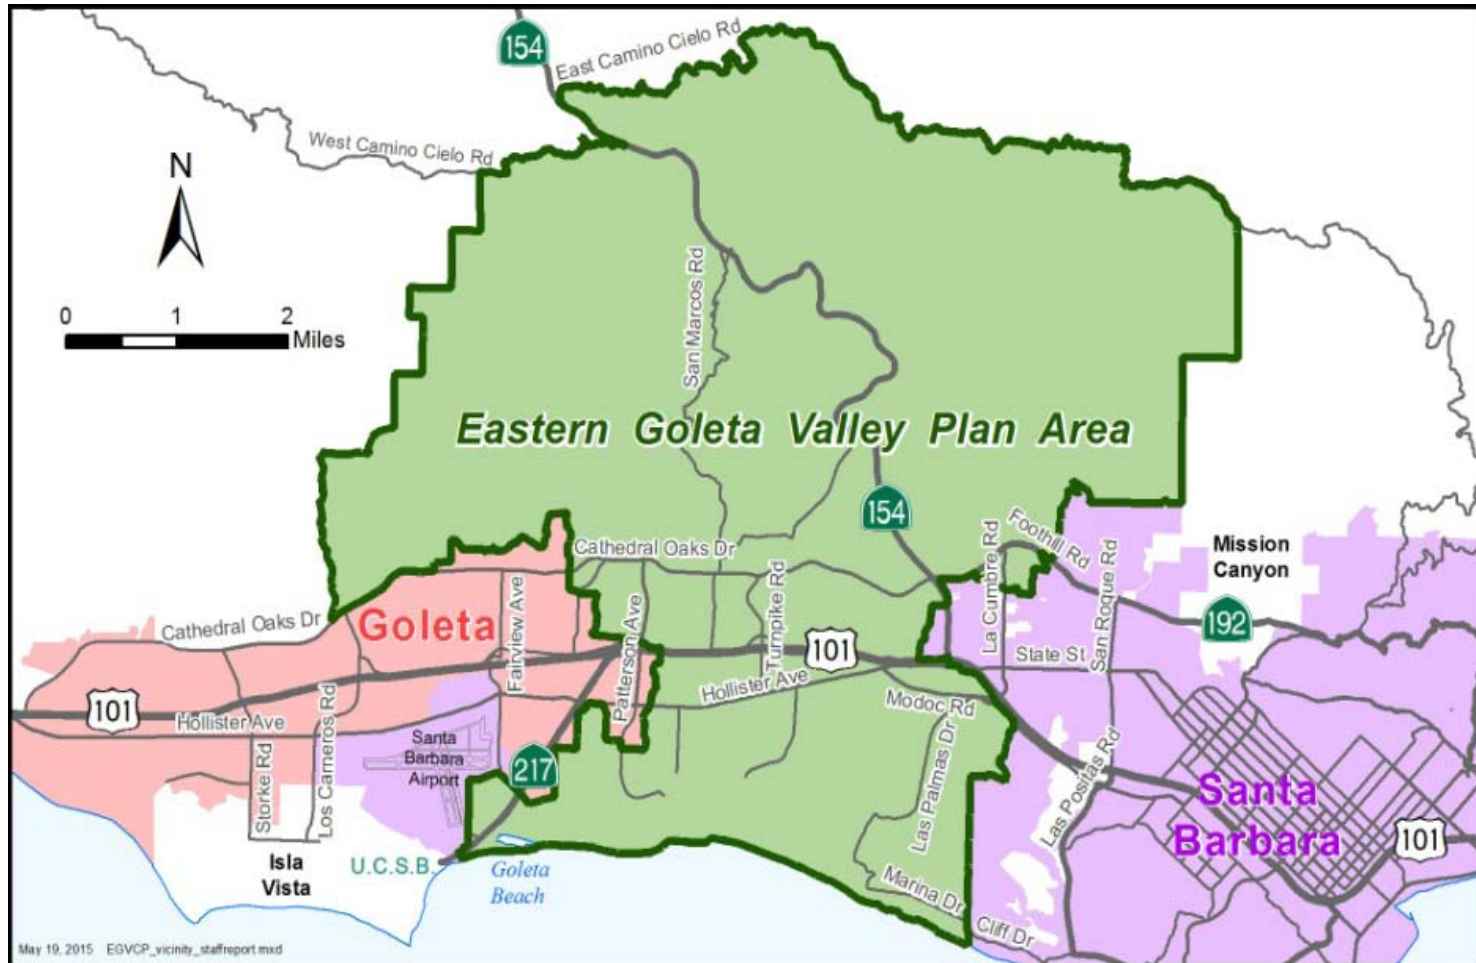 154
East Camino Cielo Rd
West Camino Cielo Rd
N
0 1 2
Miles
San Marcos Rd
Eastern Goleta Valley Plan Area
154
Foothill Rd
La Cumbre Rd
San Roque Rd
Mission
Canyon
192
Cathedral Oaks Dr
Goleta
Cathedral Oaks Dr
Fairview Ave
Patterson Ave
Turnpike Rd
101
State St
Hollister Ave
Modoc Rd
101
Hollister Ave
Los Carneros Rd
Storke Rd
Santa
Barbara
Airport
217
Las Palmas Dr
Las Positas Rd
Santa
Barbara
101
Isla
Vista
U.C.S.B.
Goleta
Beach
Marina Dr
Cliff Dr
May 19, 2015 EGVCP_vicinity_staffreport.mxd